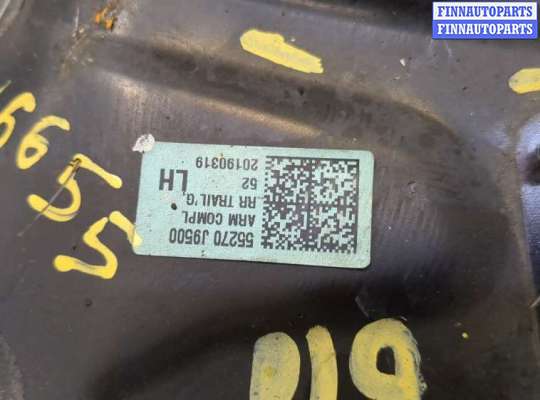 FINNAUTOPARTS
FINNAUTOPARTS
55270 J9500
ARM COMPL
RR TRAIL'G,
52 LH
20190319